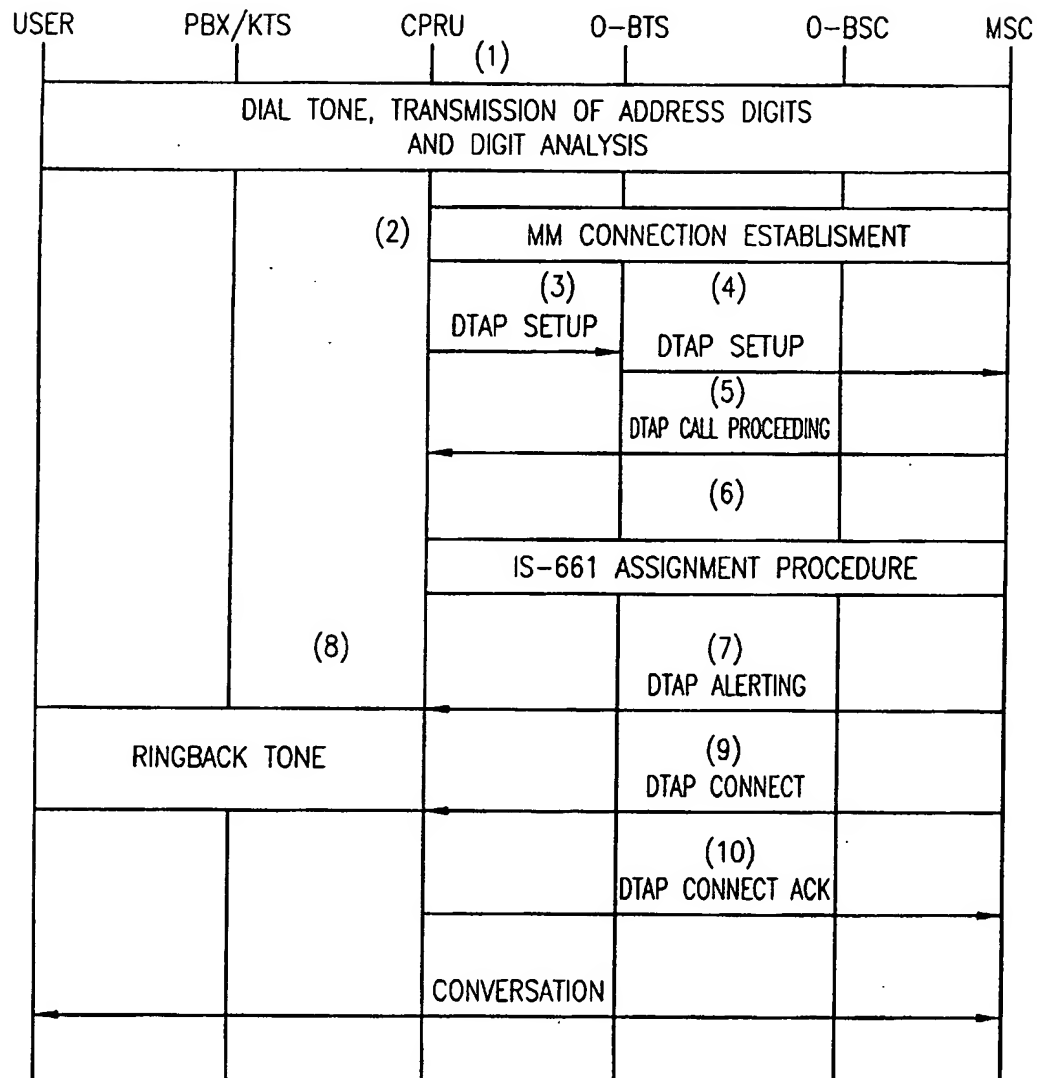 USER PBX/KTS CPRU O-BTS O-BSC MSC
(1)
DIAL TONE, TRANSMISSION OF ADDRESS DIGITS
AND DIGIT ANALYSIS
(2)
MM CONNECTION ESTABLISMENT
(3)
DTAP SETUP
(4)
DTAP SETUP
(5)
DTAP CALL PROCEEDING
(6)
IS-661 ASSIGNMENT PROCEDURE
(7)
DTAP ALERTING
(8)
RINGBACK TONE
(9)
DTAP CONNECT
(10)
DTAP CONNECT ACK
CONVERSATION